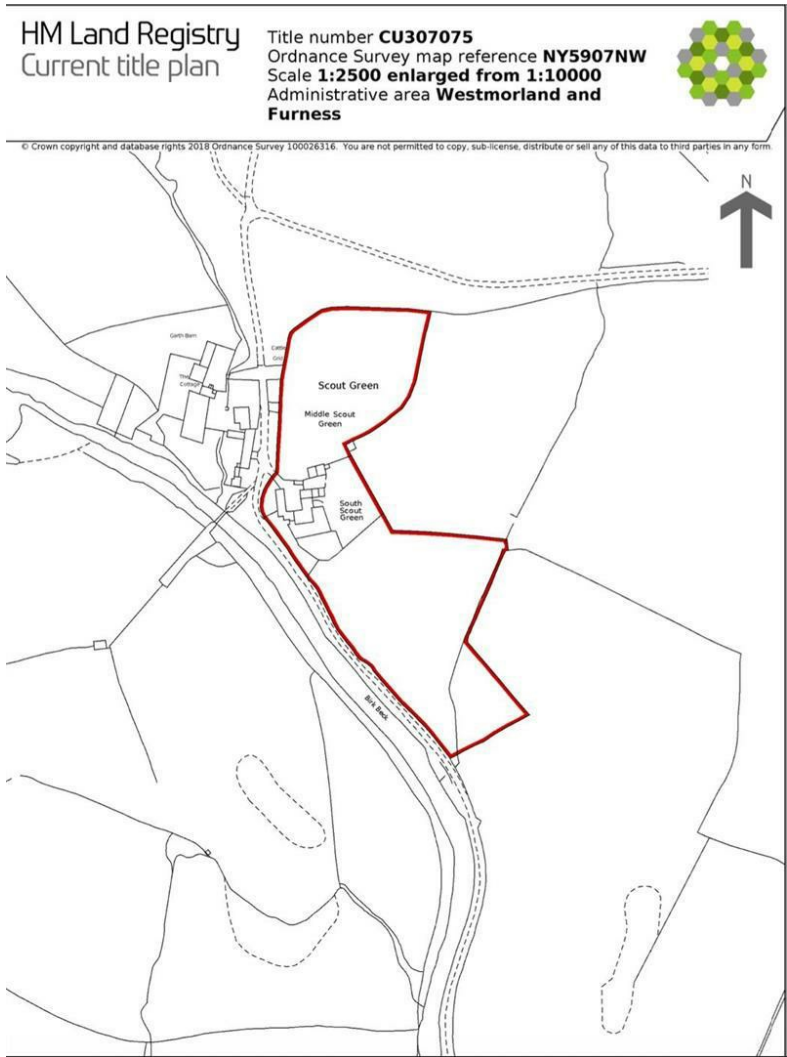 HM Land Registry
Current title plan
Title number CU307075
Ordnance Survey map reference NY5907NW
Scale 1:2500 enlarged from 1:10000
Administrative area Westmorland and
Furness
© Crown copyright and database rights 2018 Ordnance Survey 100026316. You are not permitted to copy, sub-license, distribute or sell any of this data to third parties in any form.
N
Garth Barn
Cottage
Scout Green
Middle Scout
Green
South
Scout
Green
Birk Beck